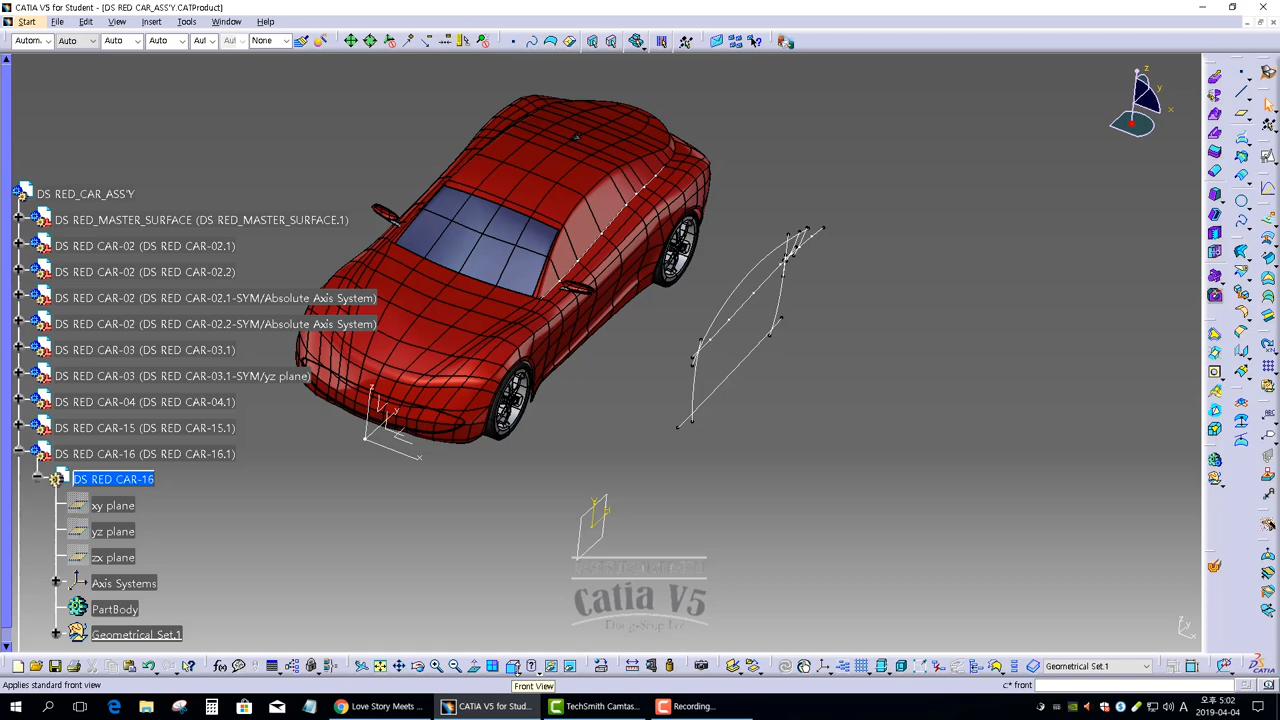 CATIA V5 for Student - [DS RED CAR_ASS'Y.CATProduct]
Start File Edit View Insert Tools Window Help
Autom. Auto Auto Auto Aut Aut None
z
y
x
DS RED_CAR_ASS'Y
DS RED_MASTER_SURFACE (DS RED_MASTER_SURFACE.1)
DS RED CAR-02 (DS RED CAR-02.1)
DS RED CAR-02 (DS RED CAR-02.2)
DS RED CAR-02 (DS RED CAR-02.1-SYM/Absolute Axis System)
DS RED CAR-02 (DS RED CAR-02.2-SYM/Absolute Axis System)
DS RED CAR-03 (DS RED CAR-03.1)
DS RED CAR-03 (DS RED CAR-03.1-SYM/yz plane)
DS RED CAR-04 (DS RED CAR-04.1)
DS RED CAR-15 (DS RED CAR-15.1)
DS RED CAR-16 (DS RED CAR-16.1)
DS RED CAR-16
xy plane
yz plane
zx plane
Axis Systems
PartBody
Geometrical Set.1
z
y
x
Catia V5
Geometrical Set.1
CATIA
Applies standard front view
Front View
c* front
Love Story Meets ...
CATIA V5 for Stud...
TechSmith Camtas...
Recording...
A
오후 5:02
2019-04-04